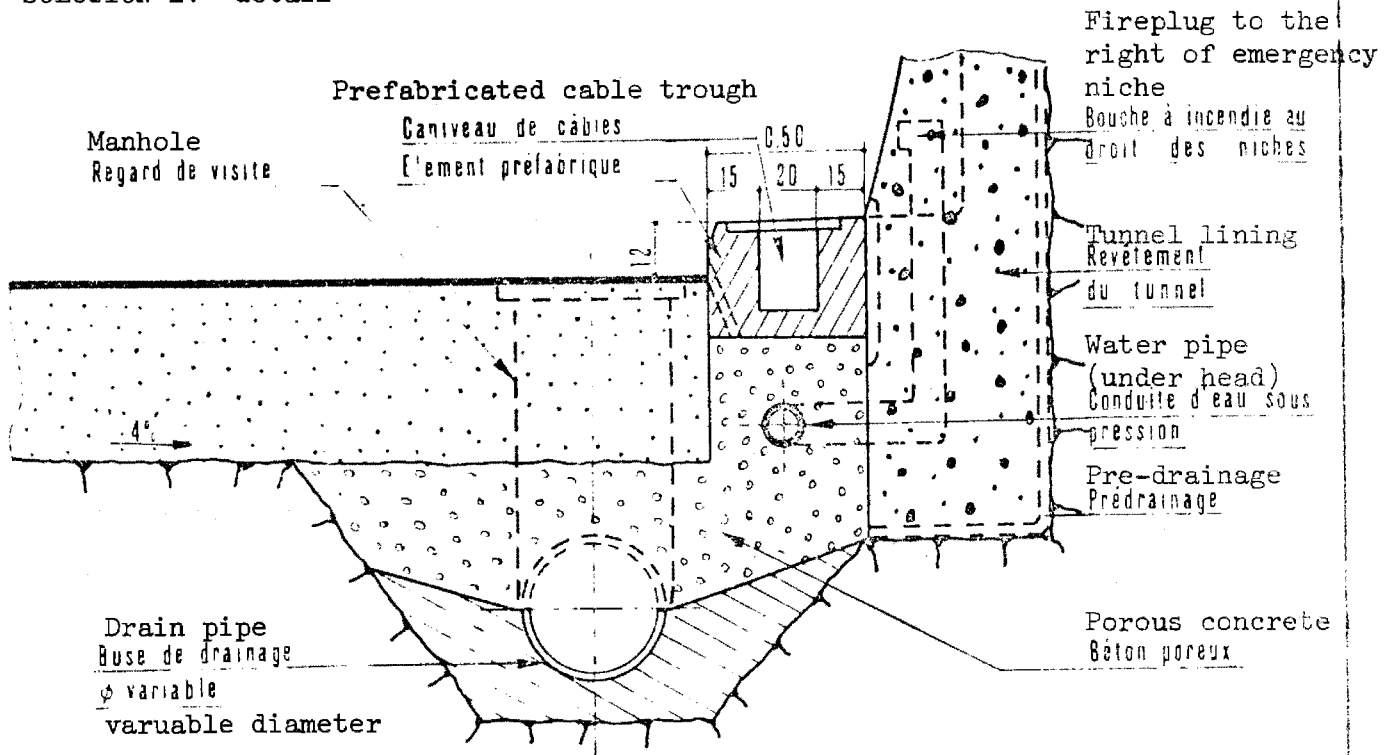 Fireplug to the
right of emergency
niche
Bouche à incendie au
droit des niches
Prefabricated cable trough
Caniveau de câbles
E'ement préfabrique
Manhole
Regard de visite
0.50
15 20 15
12
Tunnel lining
Revêtement
du tunnel
Water pipe
(under head)
Conduite d'eau sous
pression
4%
Pre-drainage
Prédrainage
Drain pipe
Buse de drainage
φ variable
varuable diameter
Porous concrete
Béton poreux